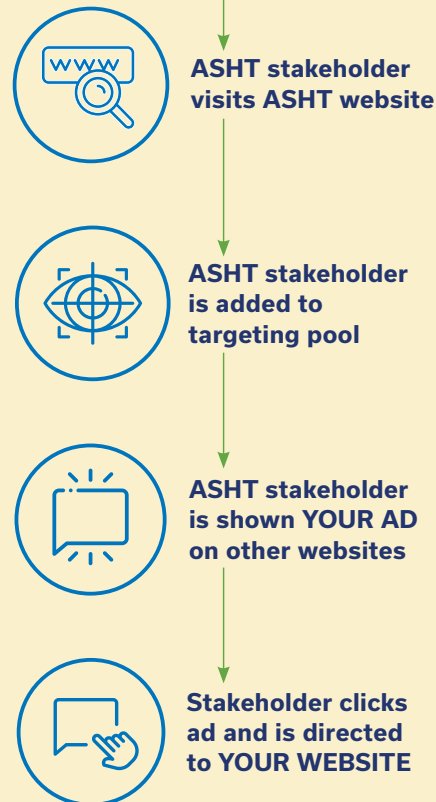 www
ASHT stakeholder
visits ASHT website
ASHT stakeholder
is added to
targeting pool
ASHT stakeholder
is shown YOUR AD
on other websites
Stakeholder clicks
ad and is directed
to YOUR WEBSITE